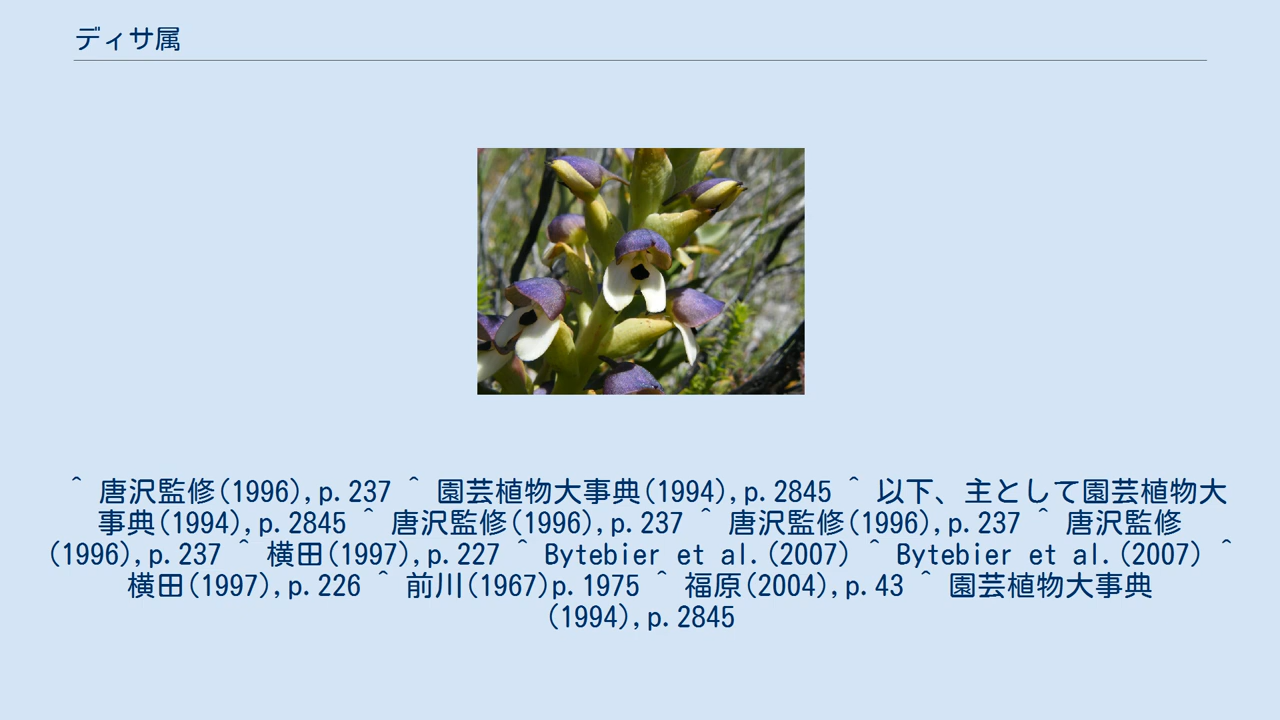 ディサ属
^ 唐沢監修(1996),p.237 ^ 園芸植物大事典(1994),p.2845 ^ 以下、主として園芸植物大
事典(1994),p.2845 ^ 唐沢監修(1996),p.237 ^ 唐沢監修(1996),p.237 ^ 唐沢監修
(1996),p.237 ^ 横田(1997),p.227 ^ Bytebier et al.(2007) ^ Bytebier et al.(2007) ^
横田(1997),p.226 ^ 前川(1967)p.1975 ^ 福原(2004),p.43 ^ 園芸植物大事典
(1994),p.2845